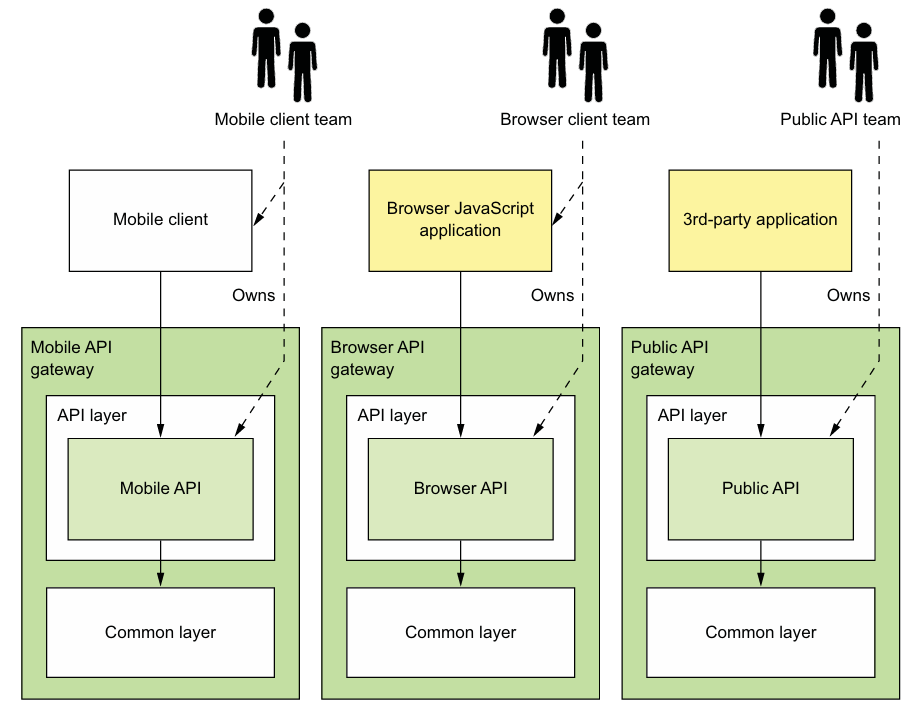 Mobile client team
Browser client team
Public API team
Mobile client
Browser JavaScript
application
3rd-party application
Owns
Owns
Owns
Mobile API
gateway
Browser API
gateway
Public API
gateway
API layer
API layer
API layer
Mobile API
Browser API
Public API
Common layer
Common layer
Common layer